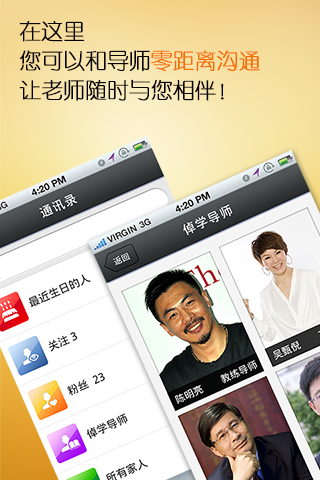 在这里
您可以和导师零距离沟通
让老师随时与您相伴!
3G
4:20 PM
通讯录
最近生日的人
关注 3
粉丝 23
倬学导师
所有家人
VIRGIN 3G
4:20 PM
返回
倬学导师
陈明亮 教练导师
吴甄倪